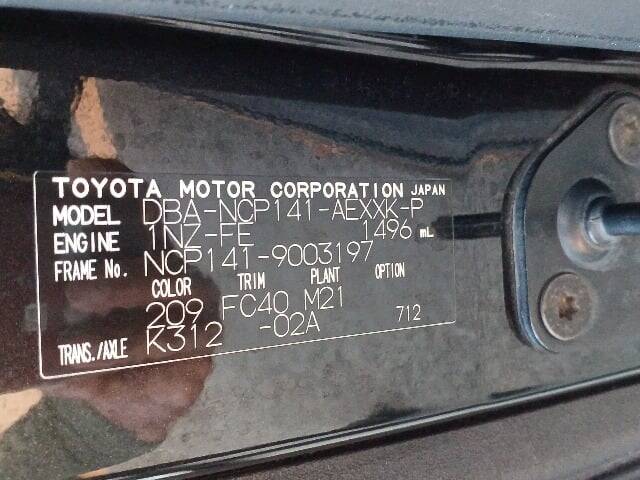 TOYOTA MOTOR CORPORATION JAPAN
MODEL DBA-NCP141-AEXXK-P
ENGINE 1NZ-FE 1496 mL
FRAME No. NCP141-9003197
COLOR TRIM PLANT OPTION
209 FC40 M21
TRANS./AXLE K312 -02A 712